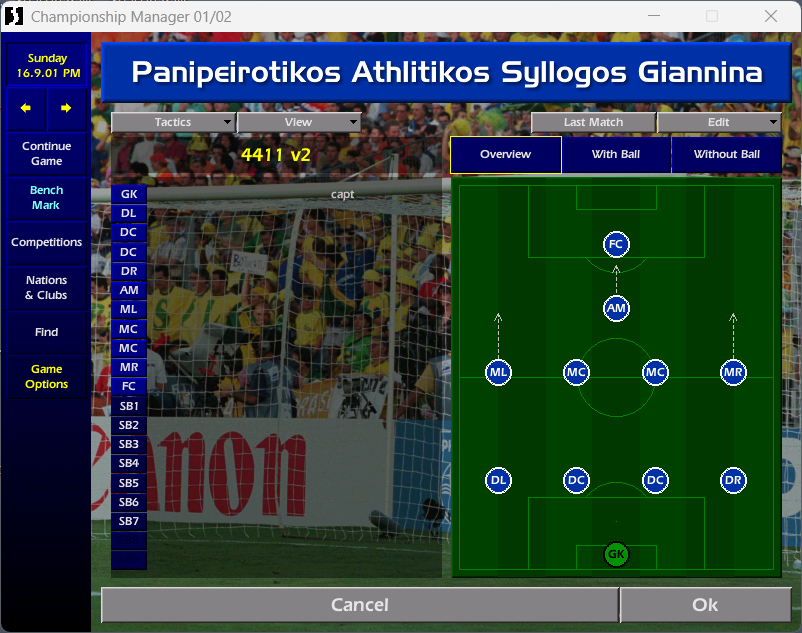 Championship Manager 01/02
Sunday
16.9.01 PM
Continue
Game
Bench
Mark
Competitions
Nations
& Clubs
Find
Game
Options
Panipeirotikos Athlitikos Syllogos Giannina
Tactics
View
Last Match
Edit
4411 v2
Overview
With Ball
Without Ball
GK
capt
DL
DC
DC
DR
AM
ML
MC
MC
MR
FC
SB1
SB2
SB3
SB4
SB5
SB6
SB7
FC
AM
ML
MC
MC
MR
DL
DC
DC
DR
GK
Canon
Cancel
Ok